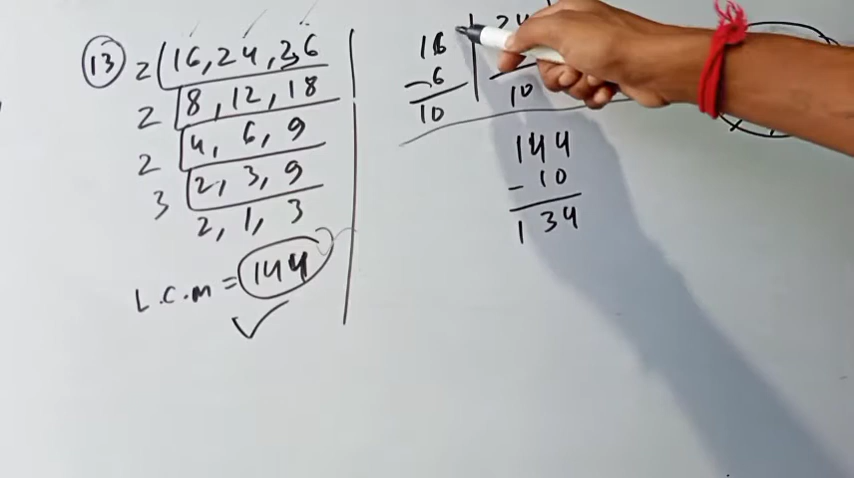 13 2 16, 24, 36
2 8, 12, 18
2 4, 6, 9
3 2, 3, 9
2, 1, 3
L.C.M = 144
16
- 6
10
24
10
144
- 10
134